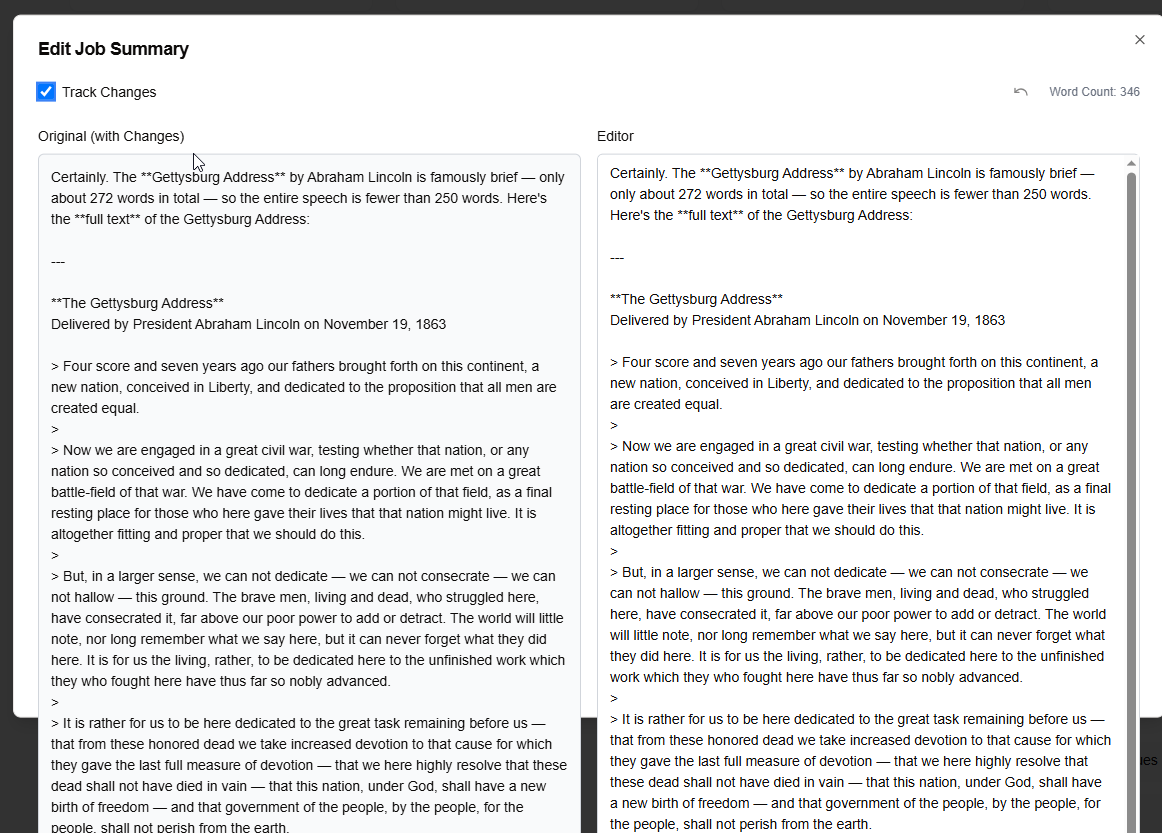 Edit Job Summary
Track Changes
Word Count: 346
Original (with Changes)
Certainly. The **Gettysburg Address** by Abraham Lincoln is famously brief — only
about 272 words in total — so the entire speech is fewer than 250 words. Here's
the **full text** of the Gettysburg Address:
---
**The Gettysburg Address**
Delivered by President Abraham Lincoln on November 19, 1863
> Four score and seven years ago our fathers brought forth on this continent, a
new nation, conceived in Liberty, and dedicated to the proposition that all men are
created equal.
>
> Now we are engaged in a great civil war, testing whether that nation, or any
nation so conceived and so dedicated, can long endure. We are met on a great
battle-field of that war. We have come to dedicate a portion of that field, as a final
resting place for those who here gave their lives that that nation might live. It is
altogether fitting and proper that we should do this.
>
> But, in a larger sense, we can not dedicate — we can not consecrate — we can
not hallow — this ground. The brave men, living and dead, who struggled here,
have consecrated it, far above our poor power to add or detract. The world will little
note, nor long remember what we say here, but it can never forget what they did
here. It is for us the living, rather, to be dedicated here to the unfinished work which
they who fought here have thus far so nobly advanced.
>
> It is rather for us to be here dedicated to the great task remaining before us —
that from these honored dead we take increased devotion to that cause for which
they gave the last full measure of devotion — that we here highly resolve that these
dead shall not have died in vain — that this nation, under God, shall have a new
birth of freedom — and that government of the people, by the people, for the
people, shall not perish from the earth.
Editor
Certainly. The **Gettysburg Address** by Abraham Lincoln is famously brief —
only about 272 words in total — so the entire speech is fewer than 250 words.
Here's the **full text** of the Gettysburg Address:
---
**The Gettysburg Address**
Delivered by President Abraham Lincoln on November 19, 1863
> Four score and seven years ago our fathers brought forth on this continent, a
new nation, conceived in Liberty, and dedicated to the proposition that all men
are created equal.
>
> Now we are engaged in a great civil war, testing whether that nation, or any
nation so conceived and so dedicated, can long endure. We are met on a great
battle-field of that war. We have come to dedicate a portion of that field, as a final
resting place for those who here gave their lives that that nation might live. It is
altogether fitting and proper that we should do this.
>
> But, in a larger sense, we can not dedicate — we can not consecrate — we
can not hallow — this ground. The brave men, living and dead, who struggled
here, have consecrated it, far above our poor power to add or detract. The world
will little note, nor long remember what we say here, but it can never forget what
they did here. It is for us the living, rather, to be dedicated here to the unfinished
work which they who fought here have thus far so nobly advanced.
>
> It is rather for us to be here dedicated to the great task remaining before us —
that from these honored dead we take increased devotion to that cause for which
they gave the last full measure of devotion — that we here highly resolve that
these dead shall not have died in vain — that this nation, under God, shall have
a new birth of freedom — and that government of the people, by the people, for
the people, shall not perish from the earth.